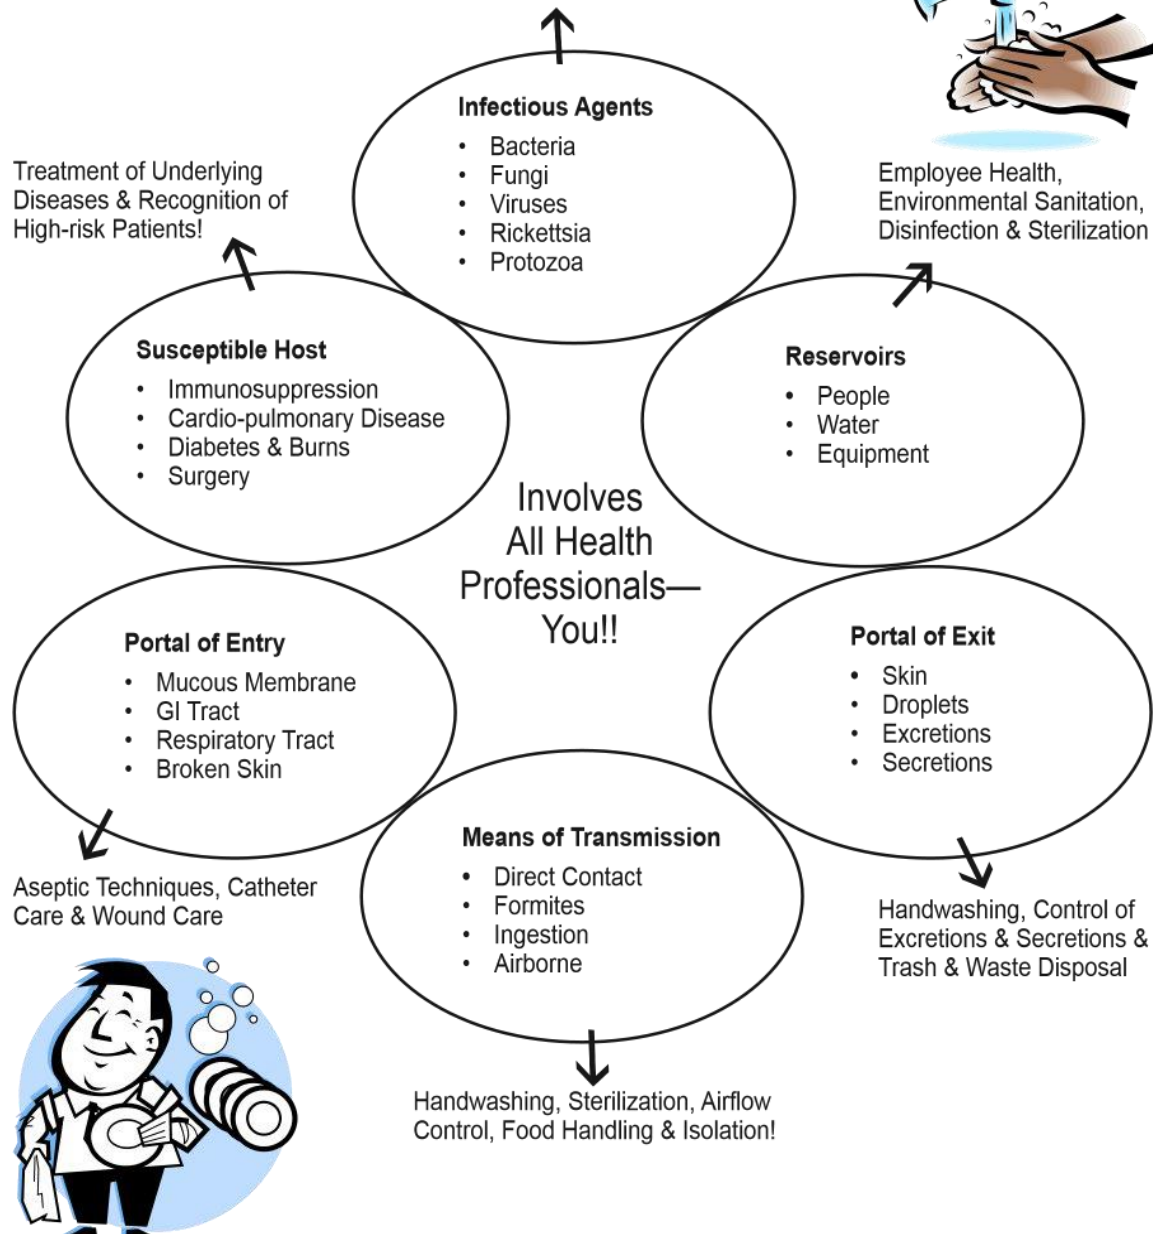 Infectious Agents
• Bacteria
• Fungi
• Viruses
• Rickettsia
• Protozoa
Treatment of Underlying
Diseases & Recognition of
High-risk Patients!
Employee Health,
Environmental Sanitation,
Disinfection & Sterilization
Susceptible Host
• Immunosuppression
• Cardio-pulmonary Disease
• Diabetes & Burns
• Surgery
Reservoirs
• People
• Water
• Equipment
Involves
All Health
Professionals—
You!!
Portal of Entry
• Mucous Membrane
• GI Tract
• Respiratory Tract
• Broken Skin
Portal of Exit
• Skin
• Droplets
• Excretions
• Secretions
Means of Transmission
• Direct Contact
• Formites
• Ingestion
• Airborne
Aseptic Techniques, Catheter
Care & Wound Care
Handwashing, Control of
Excretions & Secretions &
Trash & Waste Disposal
Handwashing, Sterilization, Airflow
Control, Food Handling & Isolation!